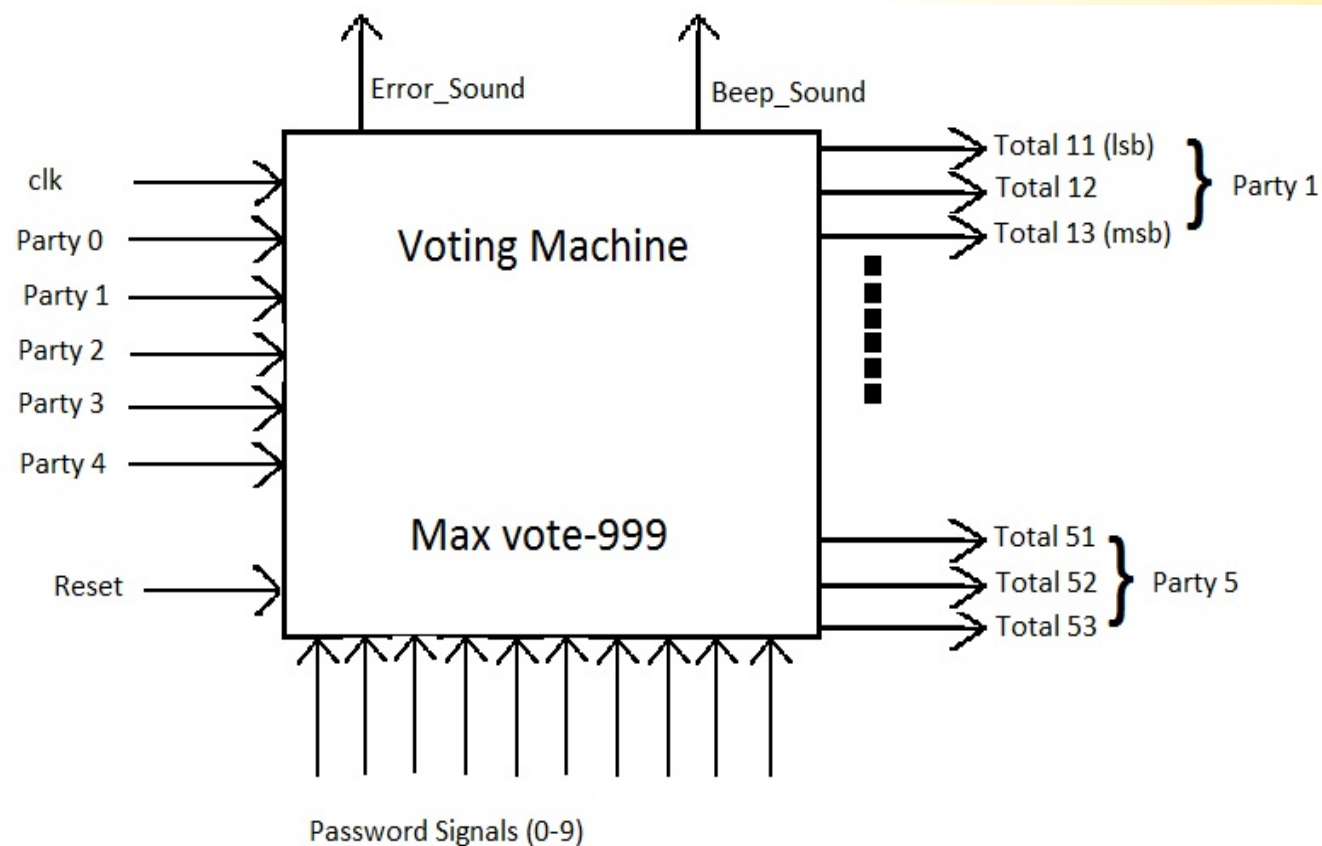 Error_Sound
Beep_Sound
clk
Party 0
Party 1
Party 2
Party 3
Party 4
Reset
Voting Machine
Max vote-999
Total 11 (lsb)
Total 12
Total 13 (msb)
Party 1
Total 51
Total 52
Total 53
Party 5
Password Signals (0-9)